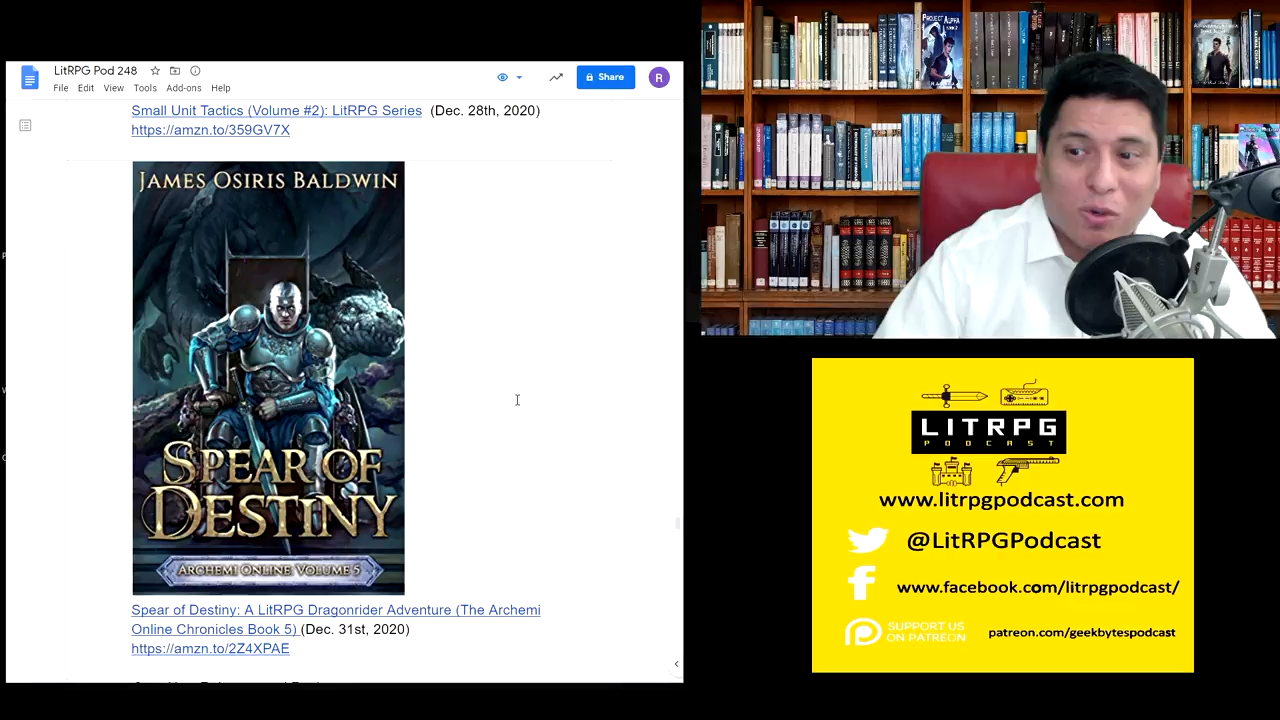 LitRPG Pod 248
File Edit View Tools Add-ons Help
Share
R
Small Unit Tactics (Volume #2): LitRPG Series (Dec. 28th, 2020)
https://amzn.to/359GV7X
JAMES OSIRIS BALDWIN
SPEAR OF
DESTINY
ARCHEMI ONLINE VOLUME 5
Spear of Destiny: A LitRPG Dragonrider Adventure (The Archemi
Online Chronicles Book 5) (Dec. 31st, 2020)
https://amzn.to/2Z4XPAE
PROJECT
ALPHA
LITRPG
PODCAST
www.litrpgpodcast.com
@LitRPGPodcast
www.facebook.com/litrpgpodcast/
SUPPORT US
ON PATREON
patreon.com/geekbytespodcast